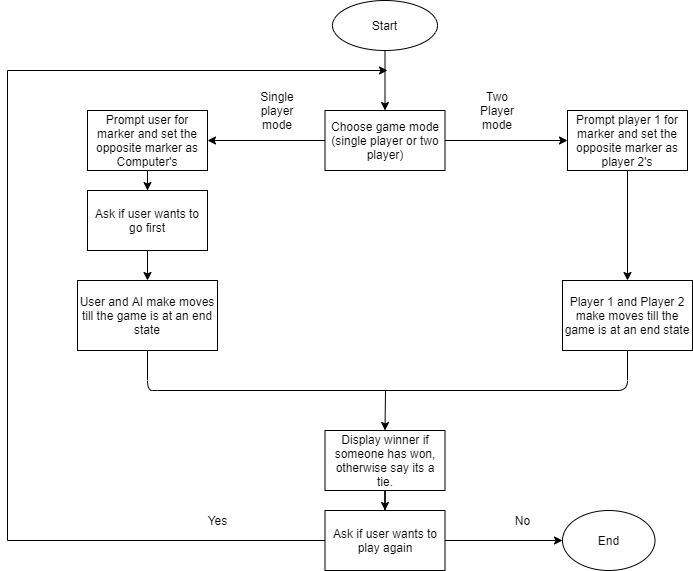 Start
Single
player
mode
Two
Player
mode
Prompt user for
marker and set the
opposite marker as
Computer's
Choose game mode
(single player or two
player)
Prompt player 1 for
marker and set the
opposite marker as
player 2's
Ask if user wants to
go first
User and AI make moves
till the game is at an end
state
Player 1 and Player 2
make moves till the
game is at an end state
Display winner if
someone has won,
otherwise say its a
tie.
Yes
Ask if user wants to
play again
No
End